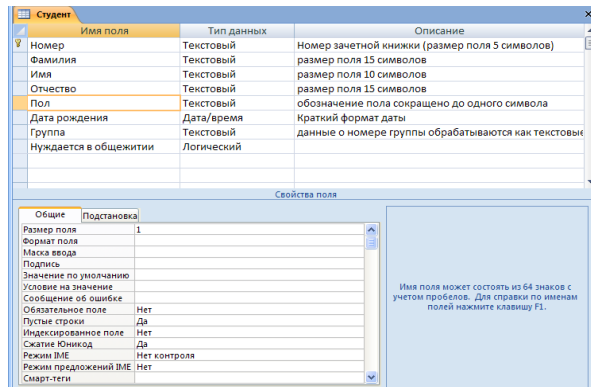 Студент
Имя поля Тип данных Описание
Номер Текстовый Номер зачетной книжки (размер поля 5 символов)
Фамилия Текстовый размер поля 15 символов
Имя Текстовый размер поля 10 символов
Отчество Текстовый размер поля 15 символов
Пол Текстовый обозначение пола сокращено до одного символа
Дата рождения Дата/время Краткий формат даты
Группа Текстовый данные о номере группы обрабатываются как текстовые
Нуждается в общежитии Логический
Свойства поля
Общие Подстановка
Размер поля 1
Формат поля
Маска ввода
Подпись
Значение по умолчанию
Условие на значение
Сообщение об ошибке
Обязательное поле Нет
Пустые строки Да
Индексированное поле Нет
Сжатие Юникод Да
Режим IME Нет контроля
Режим предложений IME Нет
Смарт-теги
Имя поля может состоять из 64 знаков с
учетом пробелов. Для справки по именам
полей нажмите клавишу F1.